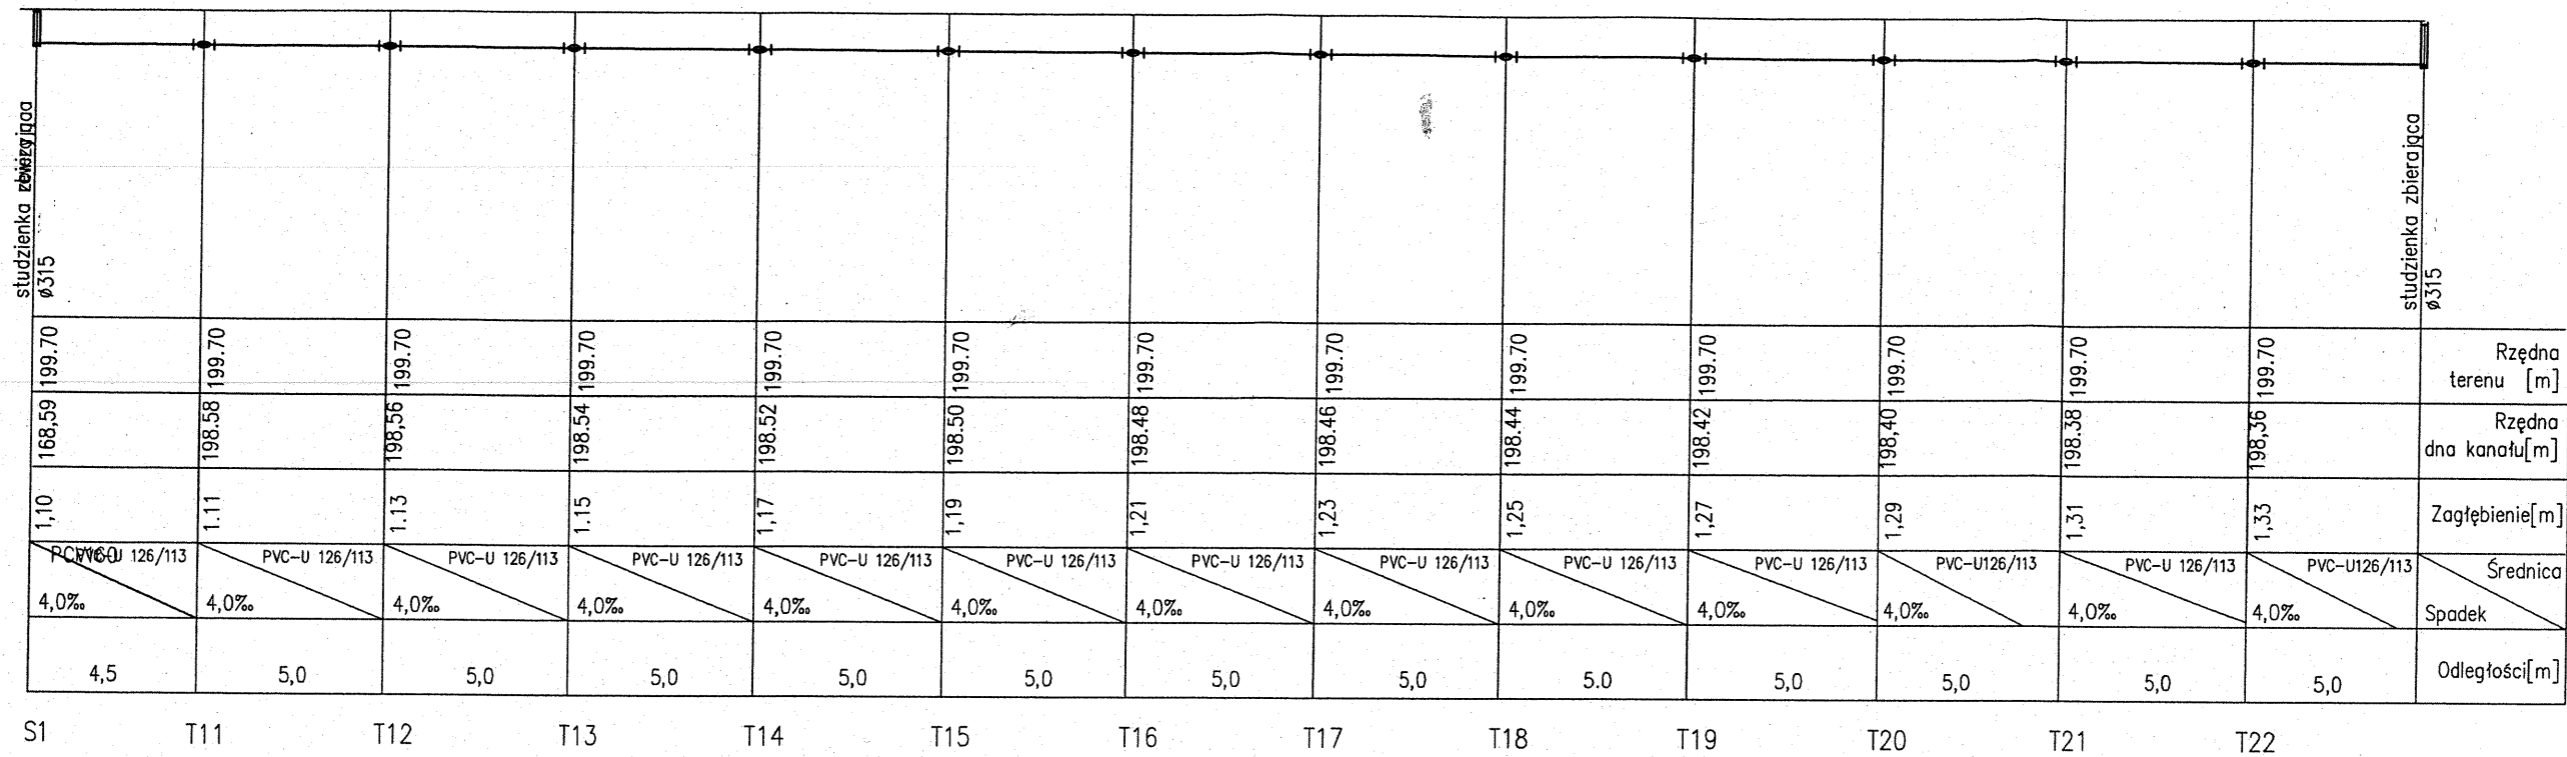 studzienka
ø315
studzienka zbierająca
ø315
199.70 199.70 199.70 199.70 199.70 199.70 199.70 199.70 199.70 199.70 199.70 199.70 199.70 Rzędna
terenu [m]
168,59 198.58 198,56 198.54 198.52 198.50 198.48 198.46 198.44 198.42 198,40 198.38 198,36 Rzędna
dna kanału[m]
1,10 1.11 1.13 1.15 1,17 1,19 1,21 1,23 1,25 1,27 1,29 1,31 1,33 Zagłębienie[m]
126/113 PVC-U 126/113 PVC-U 126/113 PVC-U 126/113 PVC-U 126/113 PVC-U 126/113 PVC-U 126/113 PVC-U 126/113 PVC-U 126/113 PVC-U 126/113 PVC-U126/113 PVC-U 126/113 PVC-U126/113 Średnica
4,0‰ 4,0‰ 4,0‰ 4,0‰ 4,0‰ 4,0‰ 4,0‰ 4,0‰ 4,0‰ 4,0‰ 4,0‰ 4,0‰ 4,0‰ Spadek
4,5 5,0 5,0 5,0 5,0 5,0 5,0 5,0 5.0 5,0 5,0 5,0 5,0 Odległości[m]
S1 T11 T12 T13 T14 T15 T16 T17 T18 T19 T20 T21 T22